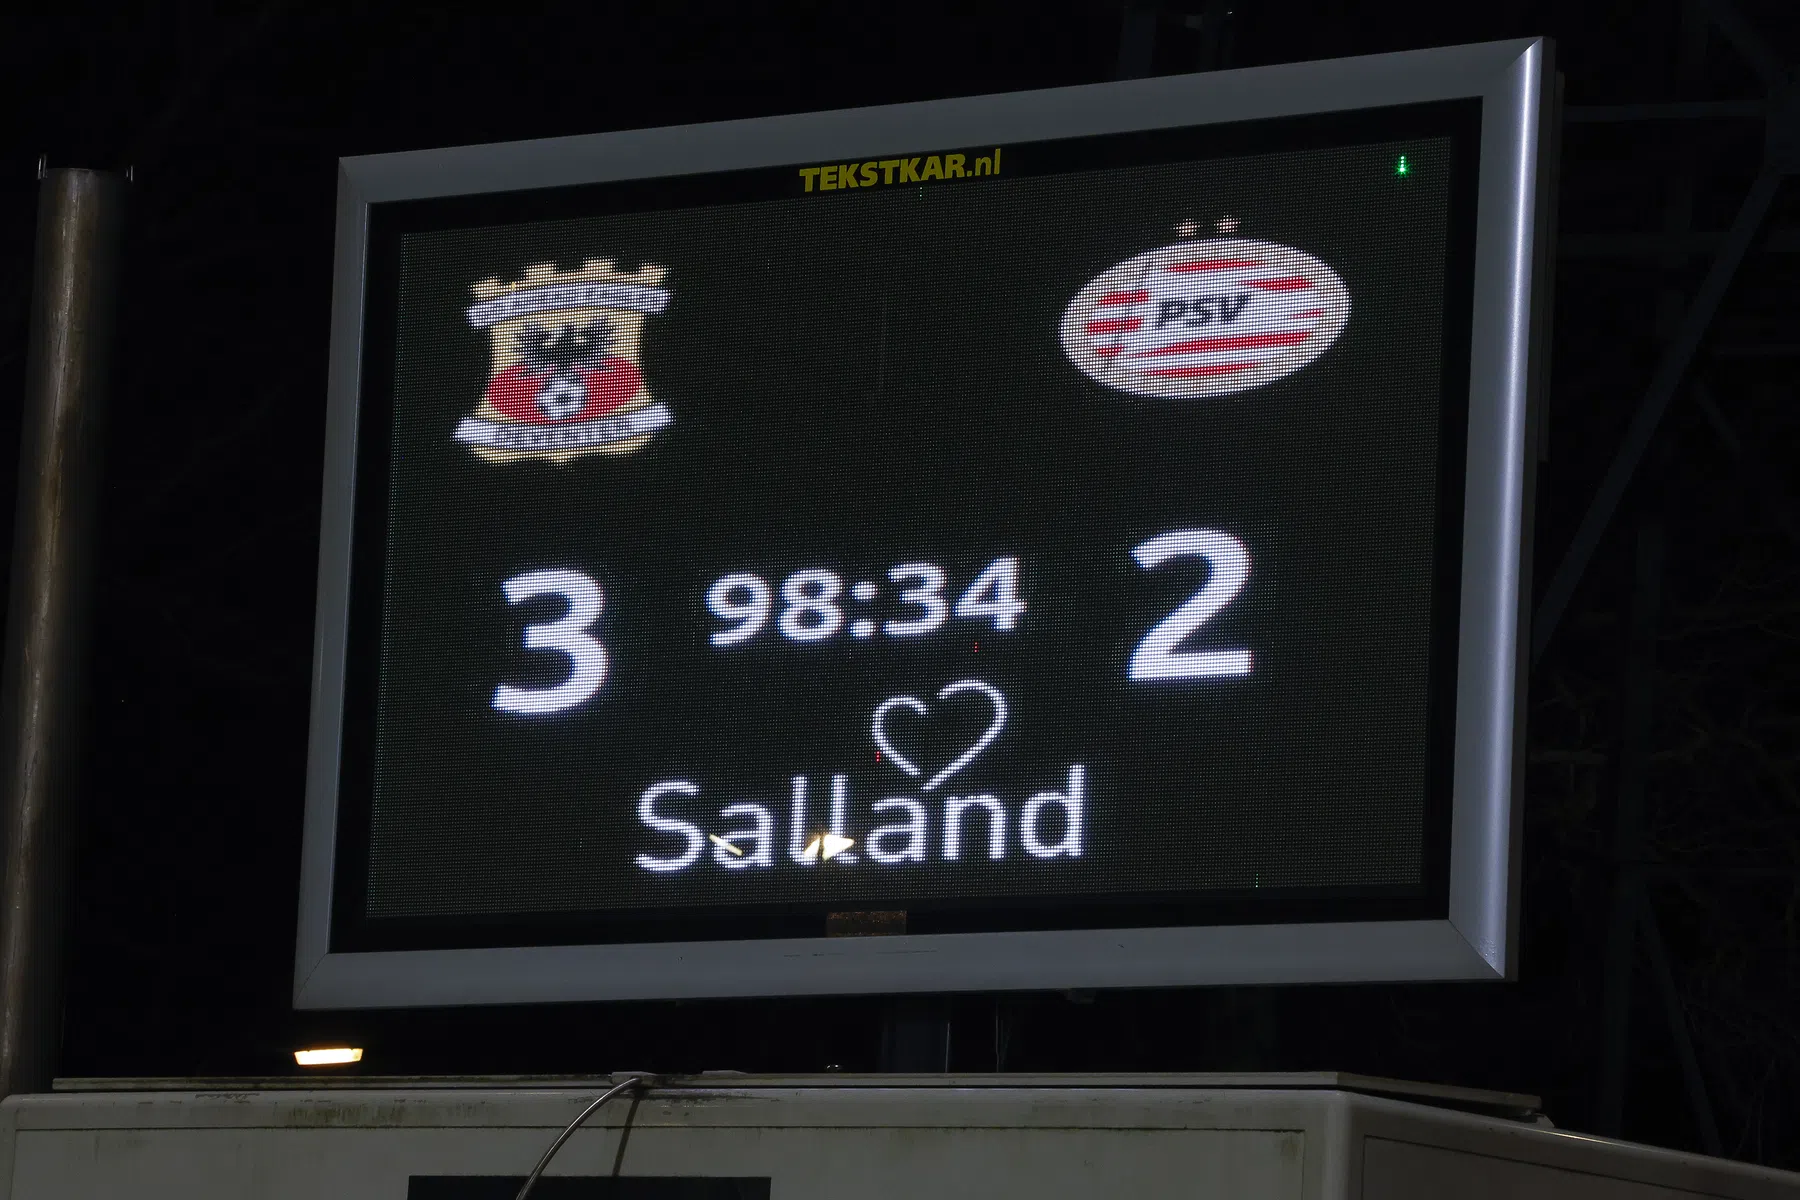 TEKSTKAR.nl
PSV
3 98:34 2
Salland